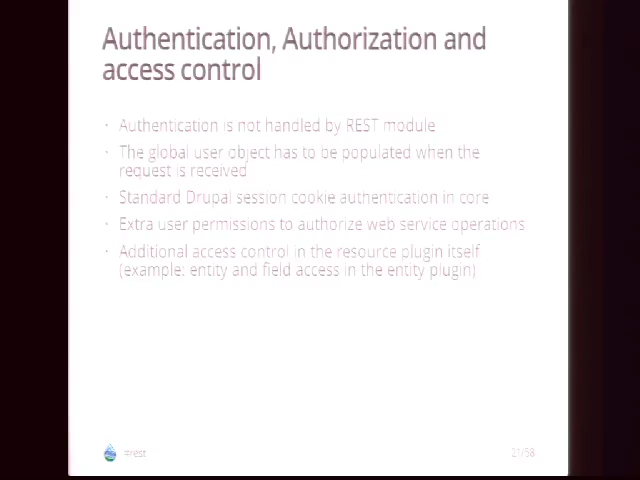 Authentication, Authorization and
access control
· Authentication is not handled by REST module
· The global user object has to be populated when the
request is received
· Standard Drupal session cookie authentication in core
· Extra user permissions to authorize web service operations
· Additional access control in the resource plugin itself
(example: entity and field access in the entity plugin)
#rest
21/58